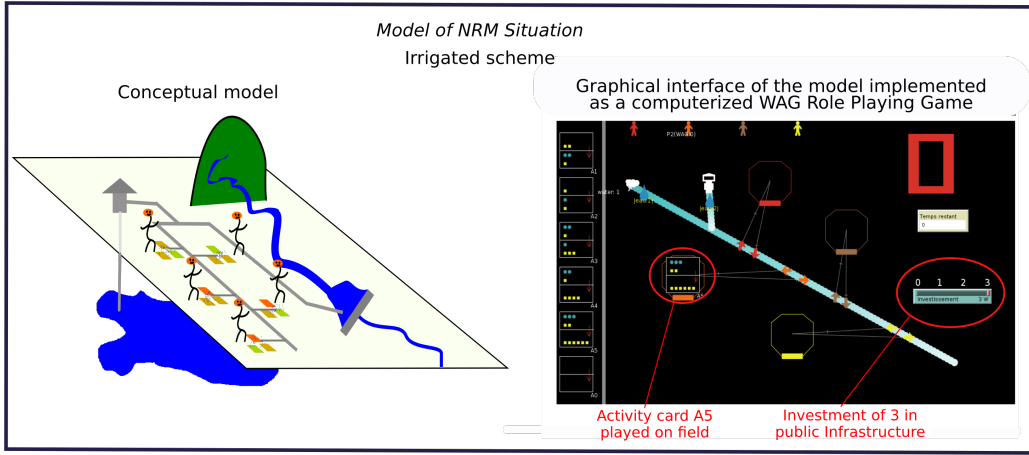 Model of NRM Situation
Irrigated scheme
Conceptual model
Graphical interface of the model implemented
as a computerized WAG Role Playing Game
A1
water: 1
A2
A3
Temps restant
0
0 1 2 3
Investissement
A4
A5
A0
Activity card A5
played on field
Investment of 3 in
public Infrastructure